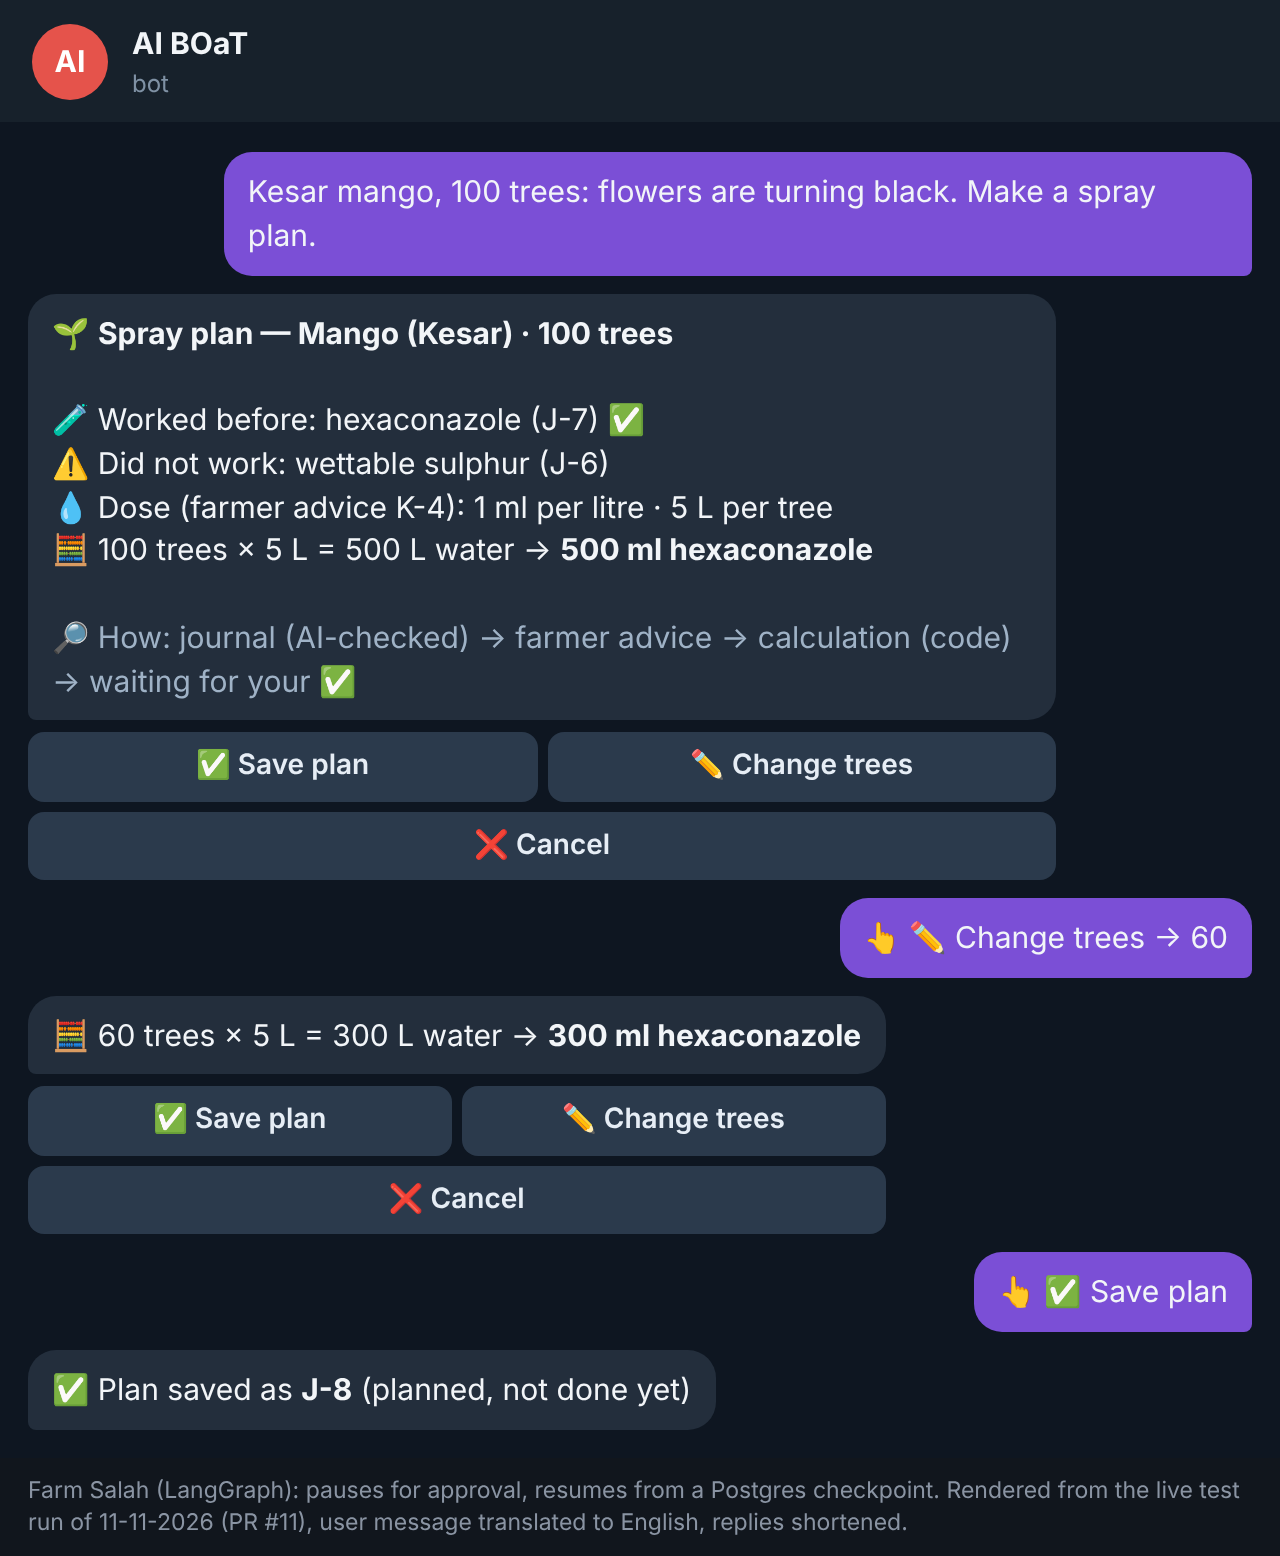 AI
AI BOaT
bot
Kesar mango, 100 trees: flowers are turning black. Make a spray
plan.
🌱 Spray plan — Mango (Kesar) · 100 trees
🧪 Worked before: hexaconazole (J-7) ✅
⚠️ Did not work: wettable sulphur (J-6)
💧 Dose (farmer advice K-4): 1 ml per litre · 5 L per tree
🧮 100 trees × 5 L = 500 L water → 500 ml hexaconazole
🔎 How: journal (AI-checked) → farmer advice → calculation (code)
→ waiting for your ✅
✅ Save plan
✏️ Change trees
❌ Cancel
👆 ✏️ Change trees → 60
🧮 60 trees × 5 L = 300 L water → 300 ml hexaconazole
✅ Save plan
✏️ Change trees
❌ Cancel
👆 ✅ Save plan
✅ Plan saved as J-8 (planned, not done yet)
Farm Salah (LangGraph): pauses for approval, resumes from a Postgres checkpoint. Rendered from the live test
run of 11-11-2026 (PR #11), user message translated to English, replies shortened.